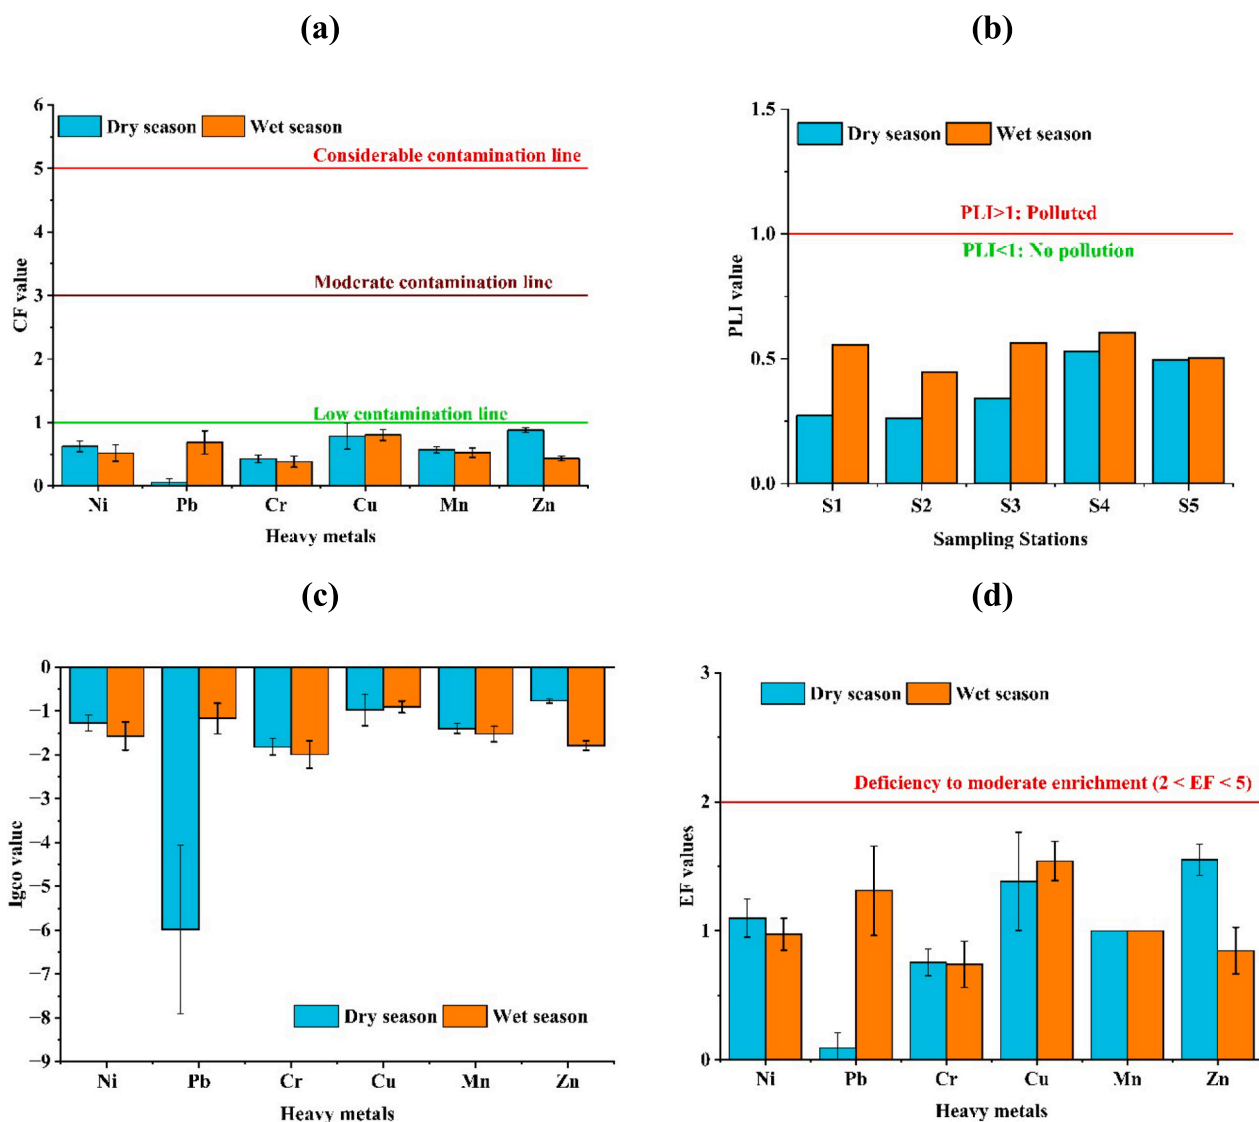 (a)
6
5
4
3
2
1
0
CF value
Dry season
Wet season
Considerable contamination line
Moderate contamination line
Low contamination line
Ni
Pb
Cr
Cu
Mn
Zn
Heavy metals
(b)
1.5
1.0
0.5
0.0
PLI value
Dry season
Wet season
PLI>1: Polluted
PLI<1: No pollution
S1
S2
S3
S4
S5
Sampling Stations
(c)
0
−1
−2
−3
−4
−5
−6
−7
−8
−9
Igeo value
Dry season
Wet season
Ni
Pb
Cr
Cu
Mn
Zn
Heavy metals
(d)
3
2
1
0
EF values
Dry season
Wet season
Deficiency to moderate enrichment (2 < EF < 5)
Ni
Pb
Cr
Cu
Mn
Zn
Heavy metals